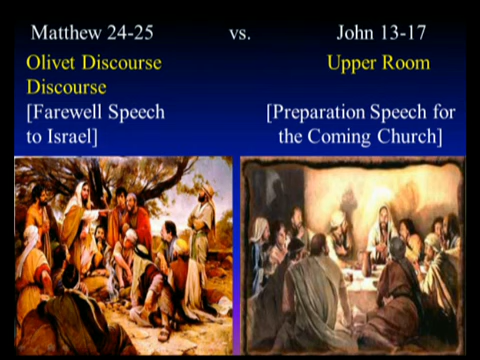 Matthew 24-25 vs. John 13-17
Olivet Discourse Upper Room
Discourse
[Farewell Speech [Preparation Speech for
to Israel] the Coming Church]